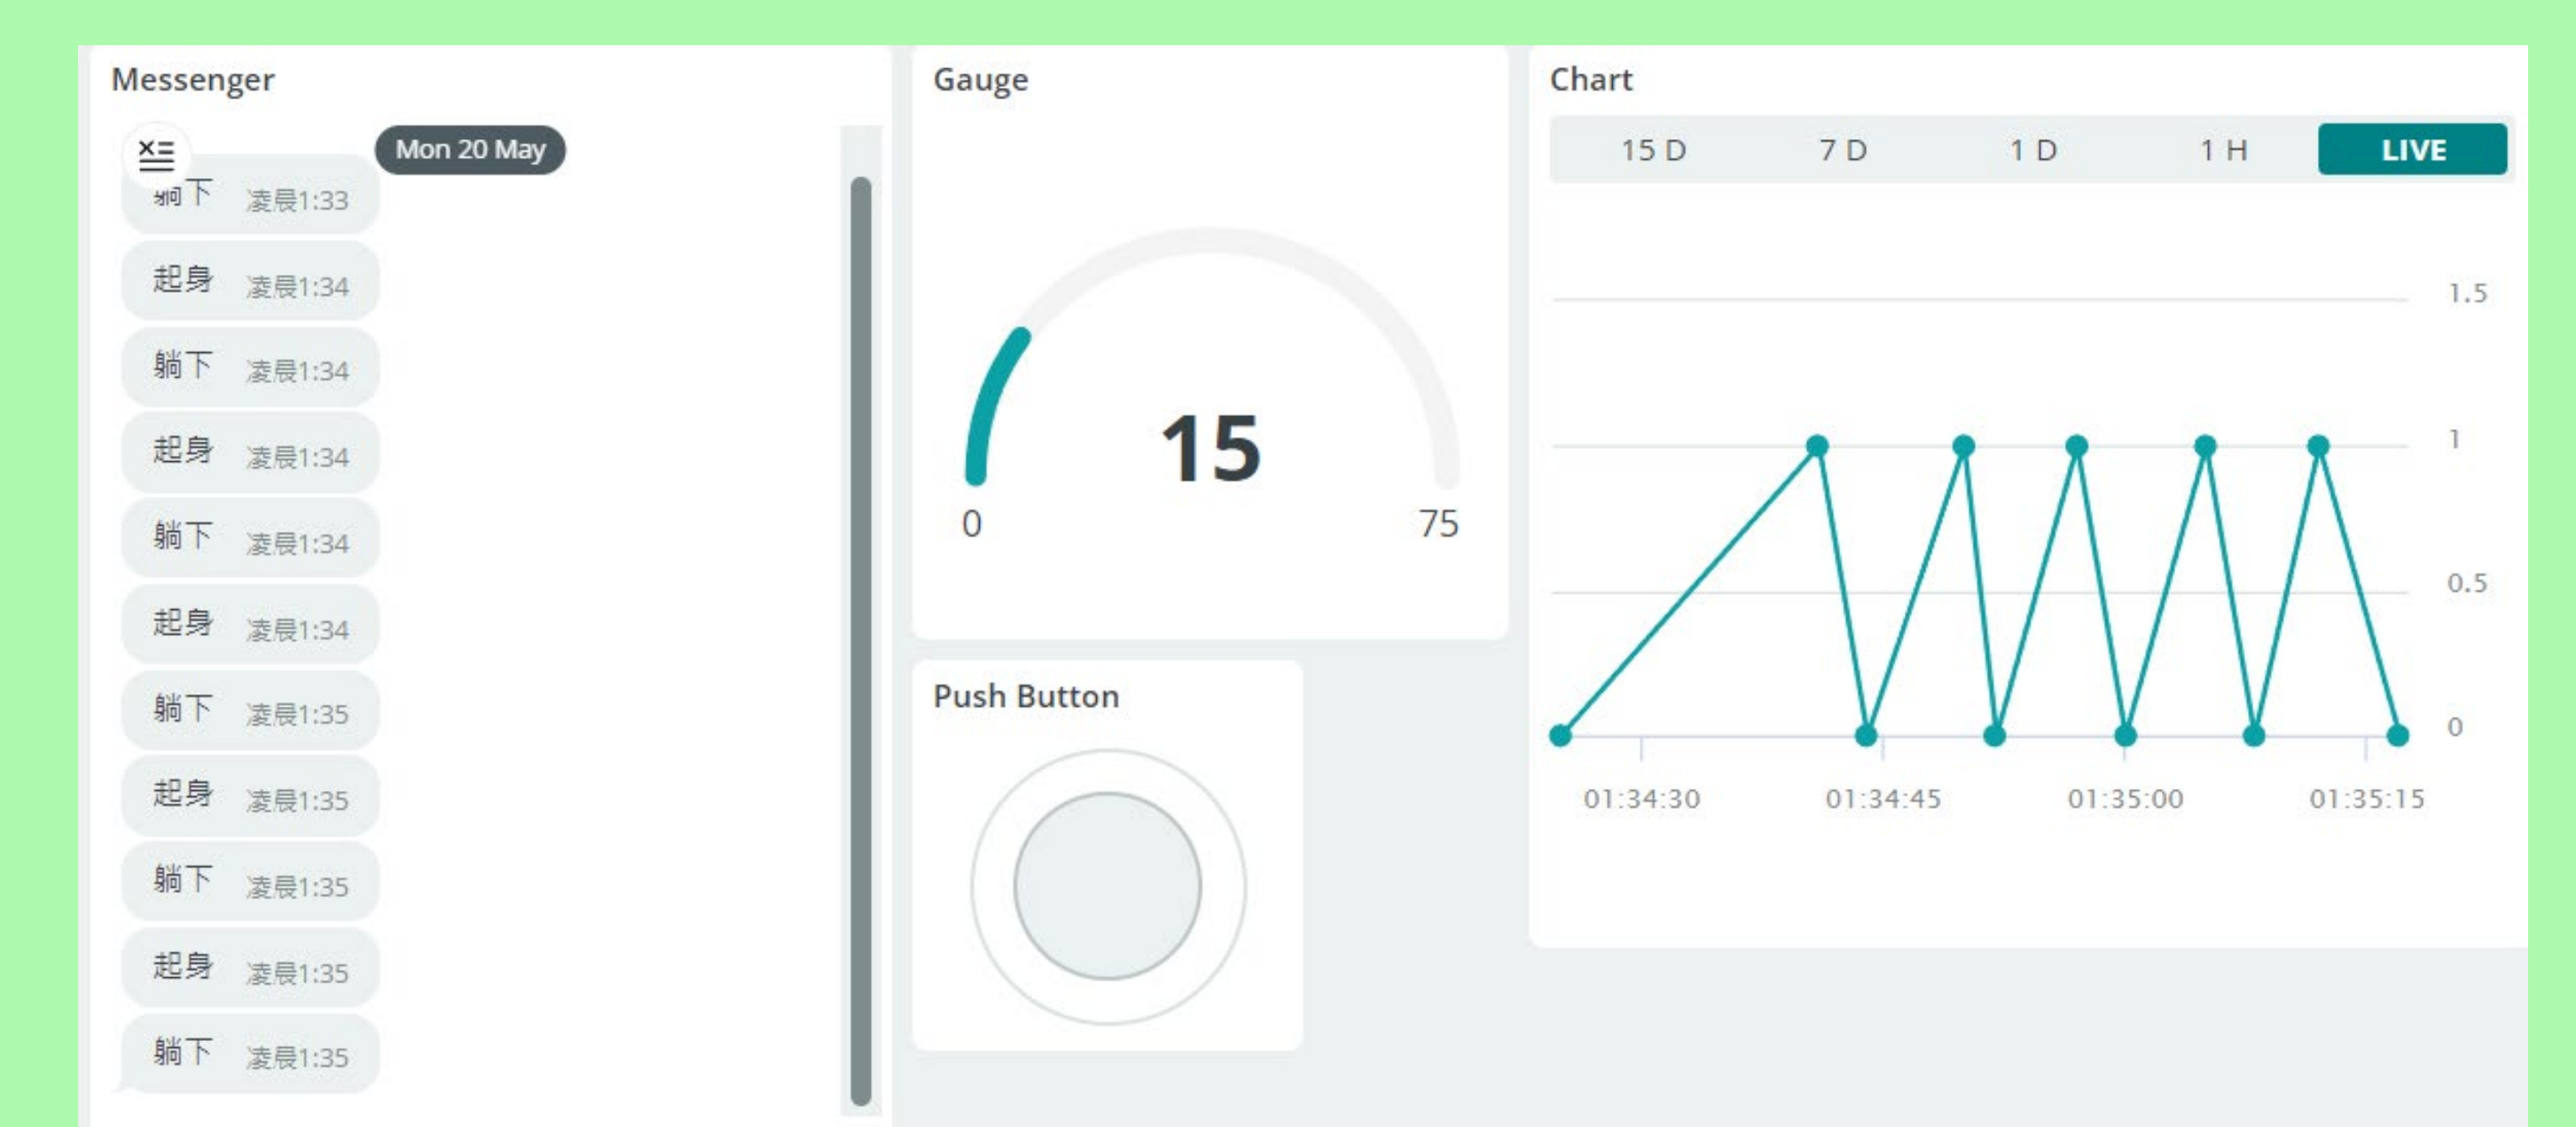 Messenger
Mon 20 May
躺下 凌晨1:33
起身 凌晨1:34
躺下 凌晨1:34
起身 凌晨1:34
躺下 凌晨1:34
起身 凌晨1:34
躺下 凌晨1:35
起身 凌晨1:35
躺下 凌晨1:35
起身 凌晨1:35
躺下 凌晨1:35
Gauge
15
0 75
Push Button
Chart
15 D 7 D 1 D 1 H LIVE
1.5
1
0.5
0
01:34:30 01:34:45 01:35:00 01:35:15